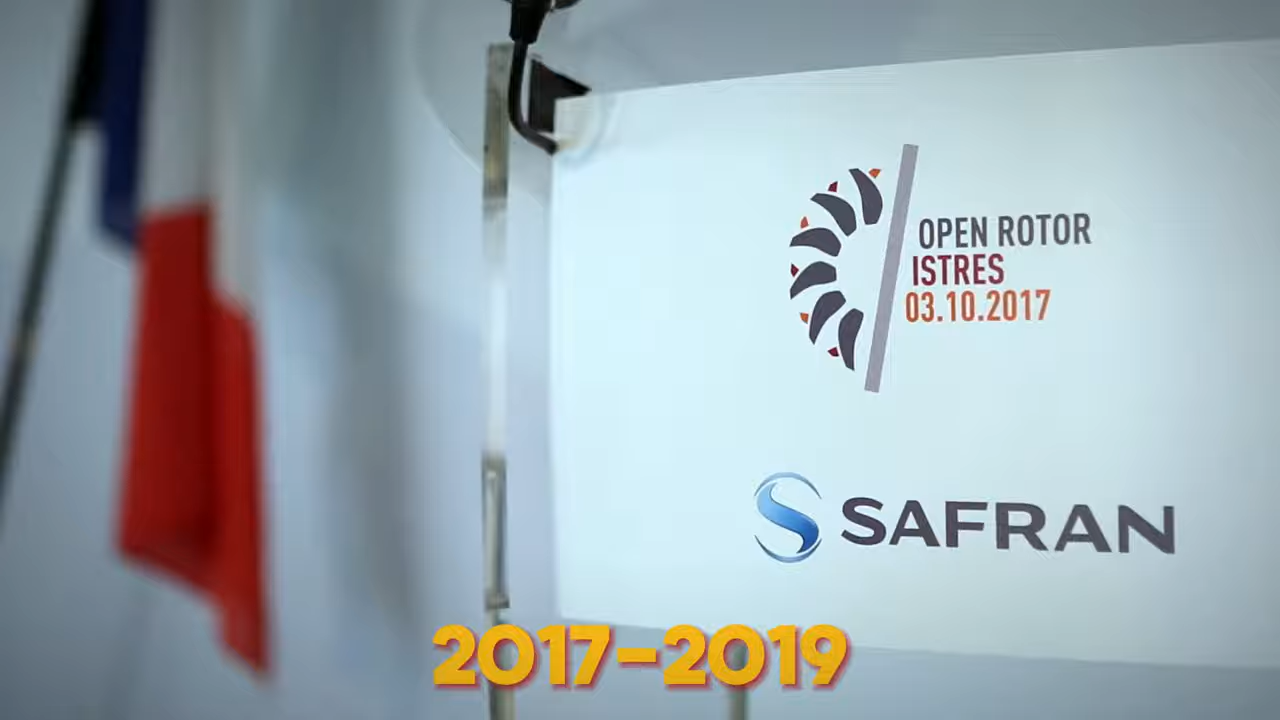 OPEN ROTOR
ISTRES
03.10.2017
SAFRAN
2017-2019